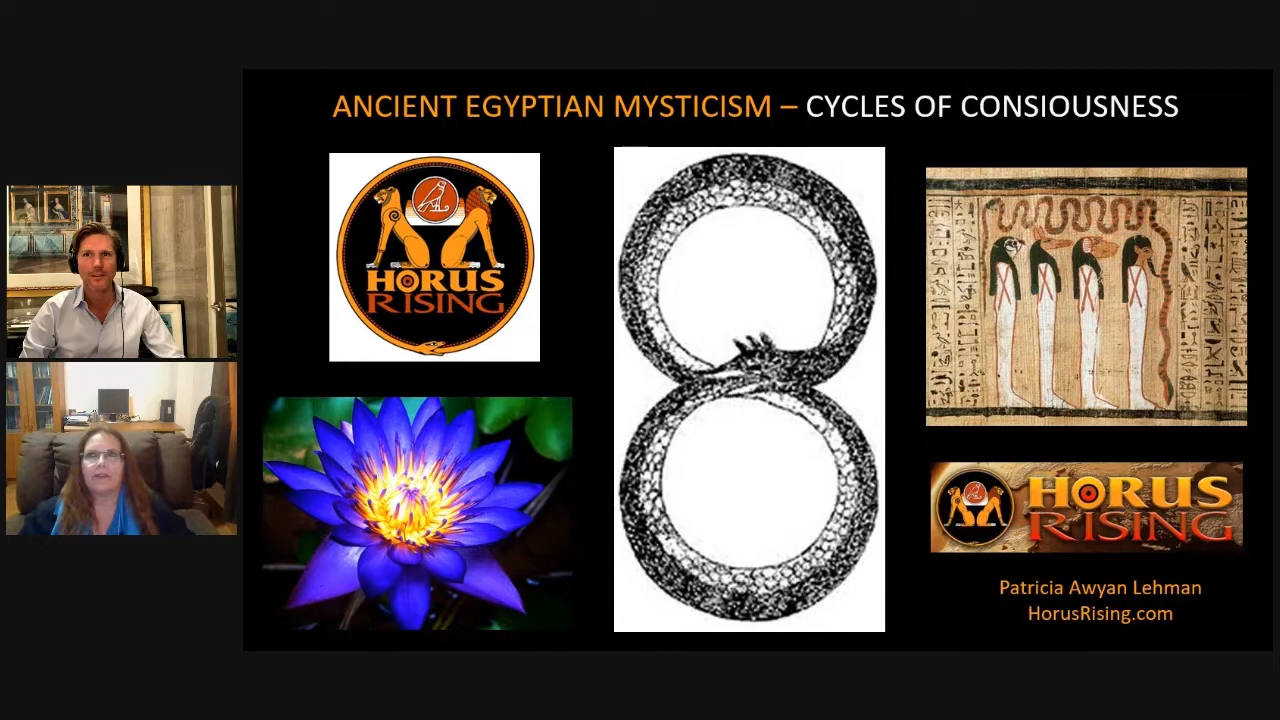 ANCIENT EGYPTIAN MYSTICISM – CYCLES OF CONSIOUSNESS
HORUS
RISING
HORUS
RISING
Patricia Awyan Lehman
HorusRising.com